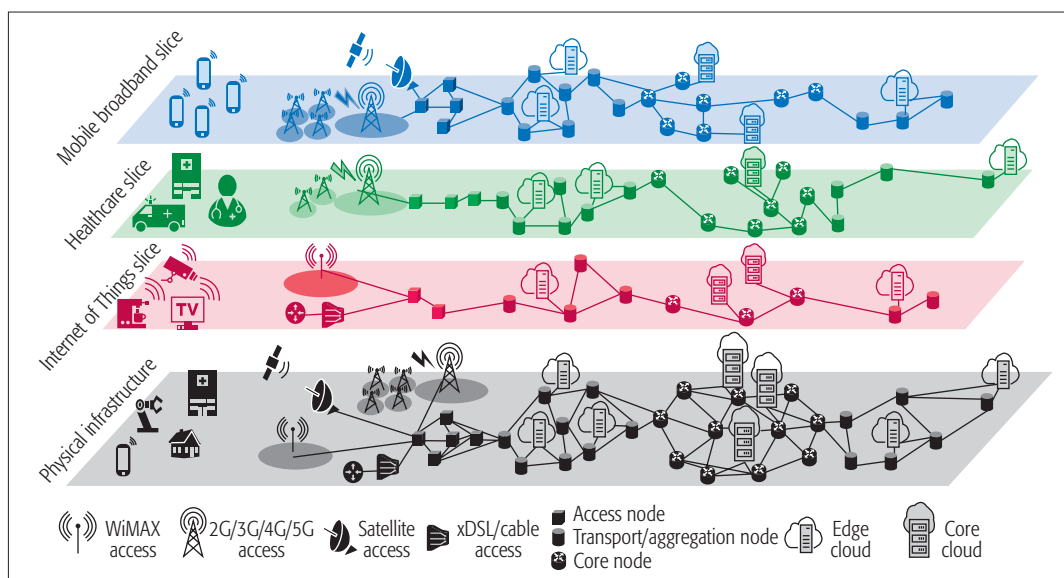 Mobile broadband slice
Healthcare slice
Internet of Things slice
TV
Physical infrastructure
WiMAX
access
2G/3G/4G/5G
access
Satellite
access
xDSL/cable
access
Access node
Transport/aggregation node
Core node
Edge
cloud
Core
cloud